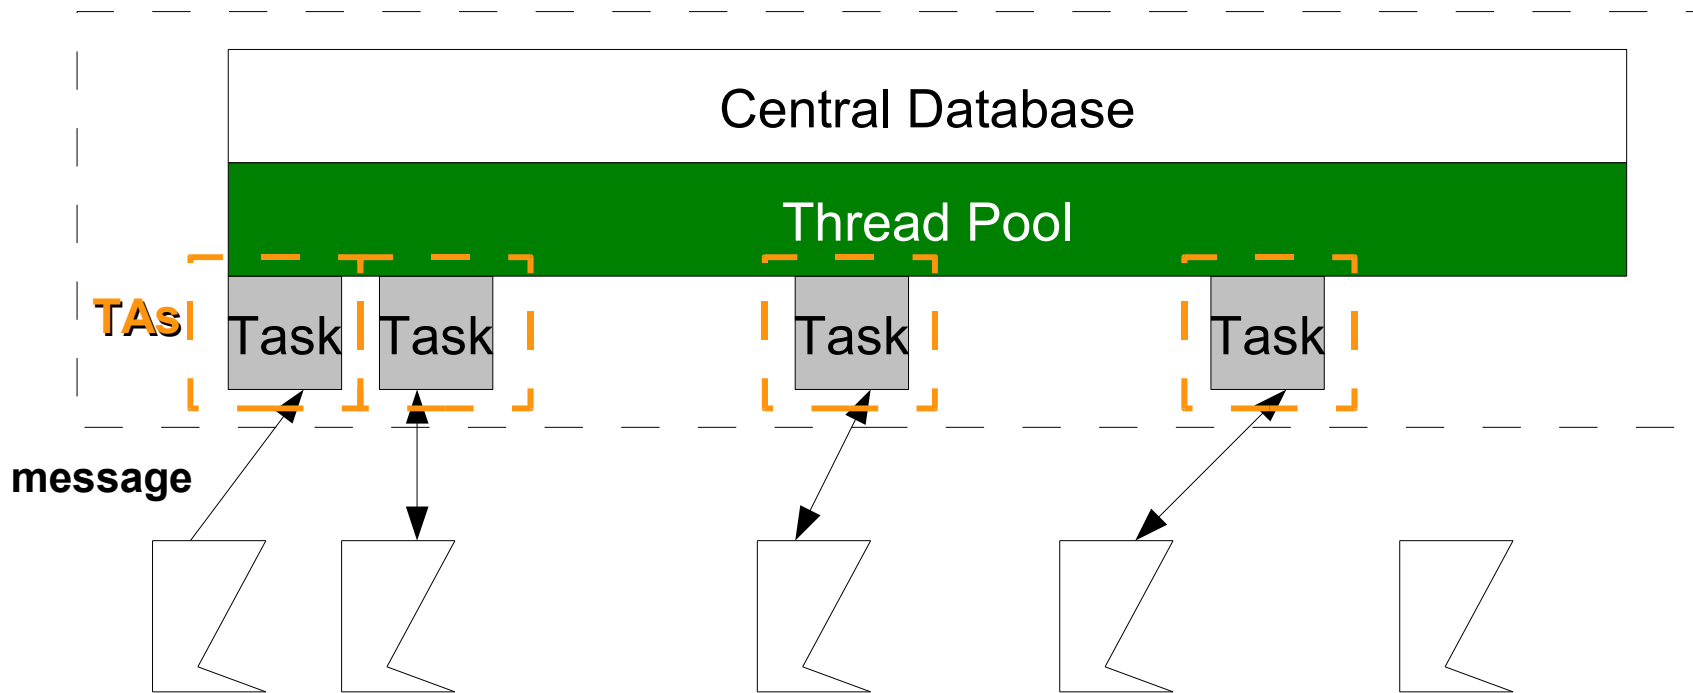 Central Database
Thread Pool
TAs
Task
Task
Task
Task
message